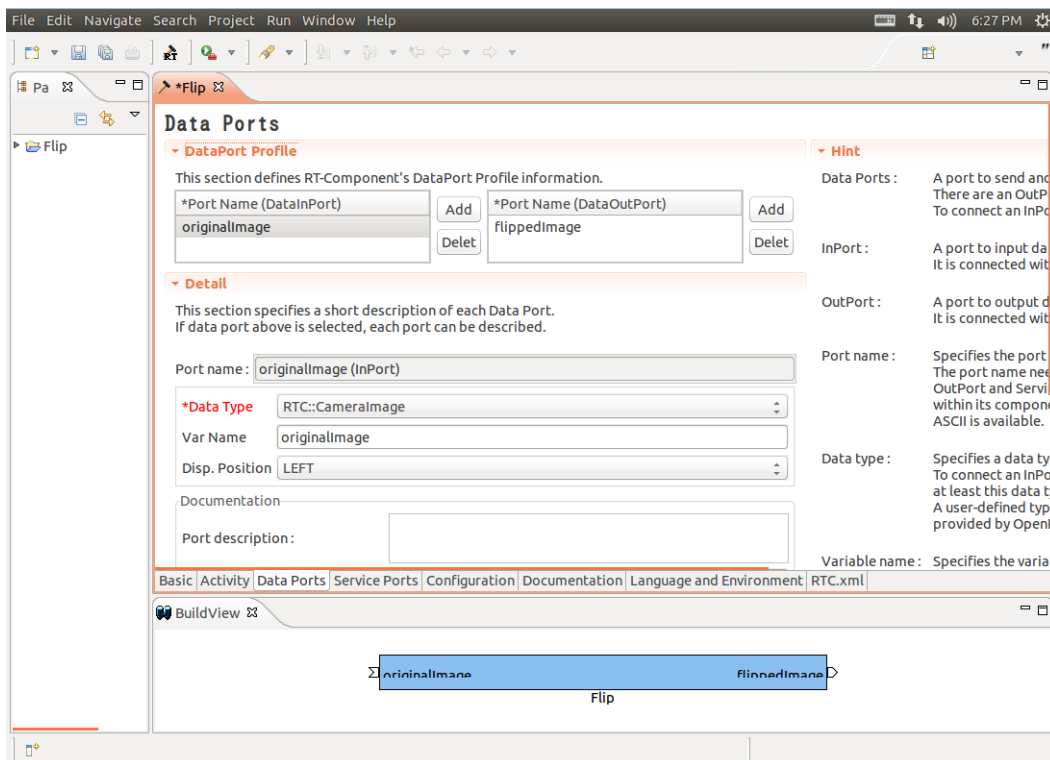 File Edit Navigate Search Project Run Window Help
6:27 PM
RT
Pa
*Flip
Flip
Data Ports
DataPort Profile
This section defines RT-Component's DataPort Profile information.
*Port Name (DataInPort)
originalImage
Add
Delet
*Port Name (DataOutPort)
flippedImage
Add
Delet
Detail
This section specifies a short description of each Data Port.
If data port above is selected, each port can be described.
Port name : originalImage (InPort)
*Data Type RTC::CameraImage
Var Name originalImage
Disp. Position LEFT
Documentation
Port description :
Hint
Data Ports : A port to send and
There are an OutP
To connect an InPo
InPort : A port to input da
It is connected wit
OutPort : A port to output d
It is connected wit
Port name : Specifies the port
The port name nee
OutPort and Servi
within its compone
ASCII is available.
Data type : Specifies a data ty
To connect an InPo
at least this data t
A user-defined typ
provided by Open
Variable name : Specifies the varia
Basic Activity Data Ports Service Ports Configuration Documentation Language and Environment RTC.xml
BuildView
originalImage flippedImage
Flip